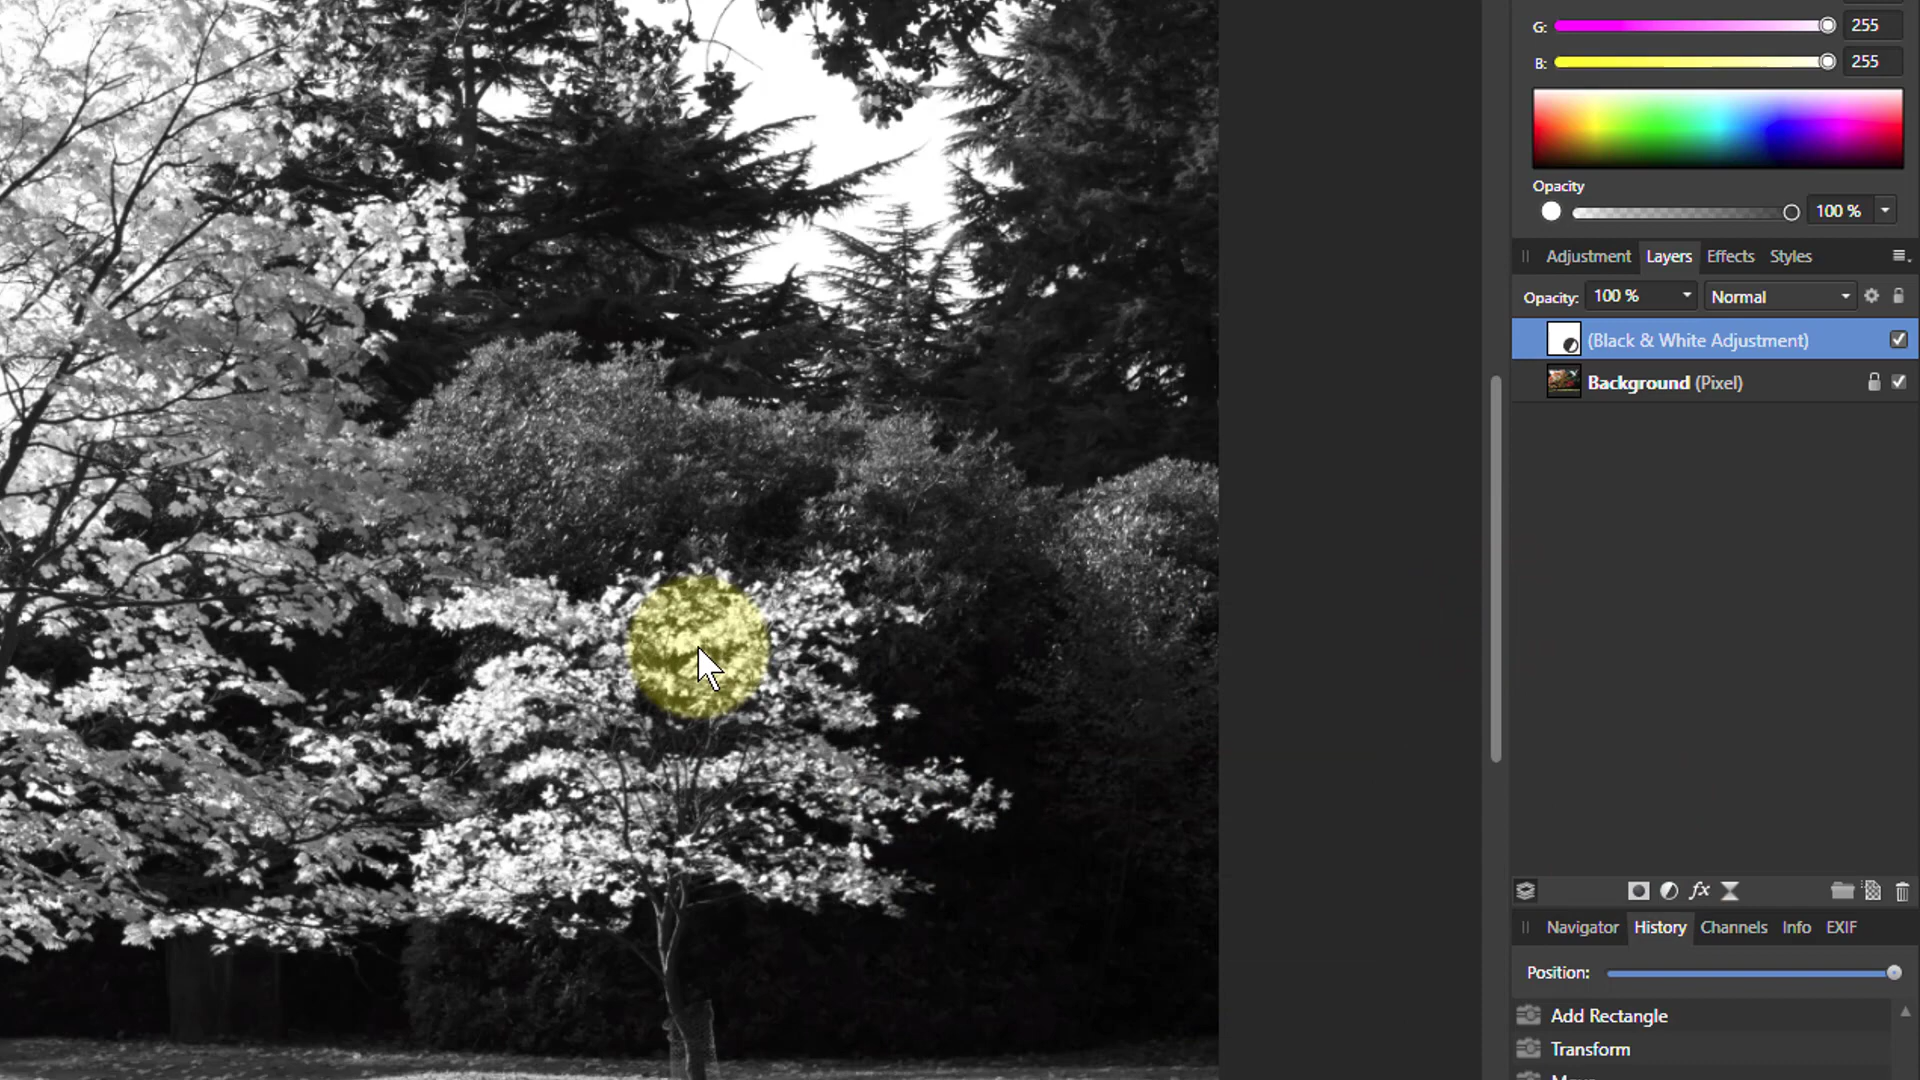 G: 255
B: 255
Opacity
100 %
Adjustment Layers Effects Styles
Opacity: 100 % Normal
(Black & White Adjustment)
Background (Pixel)
fx
Navigator History Channels Info EXIF
Position:
Add Rectangle
Transform